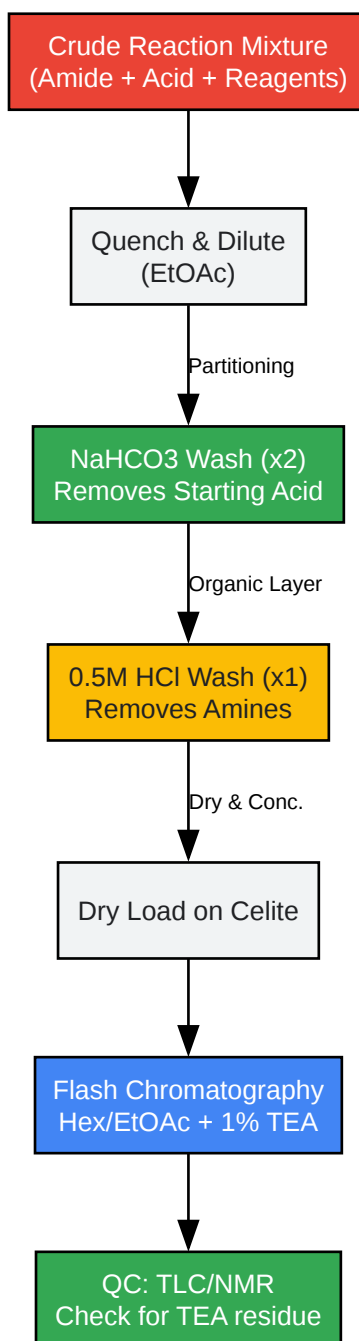 Crude Reaction Mixture
(Amide + Acid + Reagents)
Quench & Dilute
(EtOAc)
Partitioning
NaHCO3 Wash (x2)
Removes Starting Acid
Organic Layer
0.5M HCl Wash (x1)
Removes Amines
Dry & Conc.
Dry Load on Celite
Flash Chromatography
Hex/EtOAc + 1% TEA
QC: TLC/NMR
Check for TEA residue